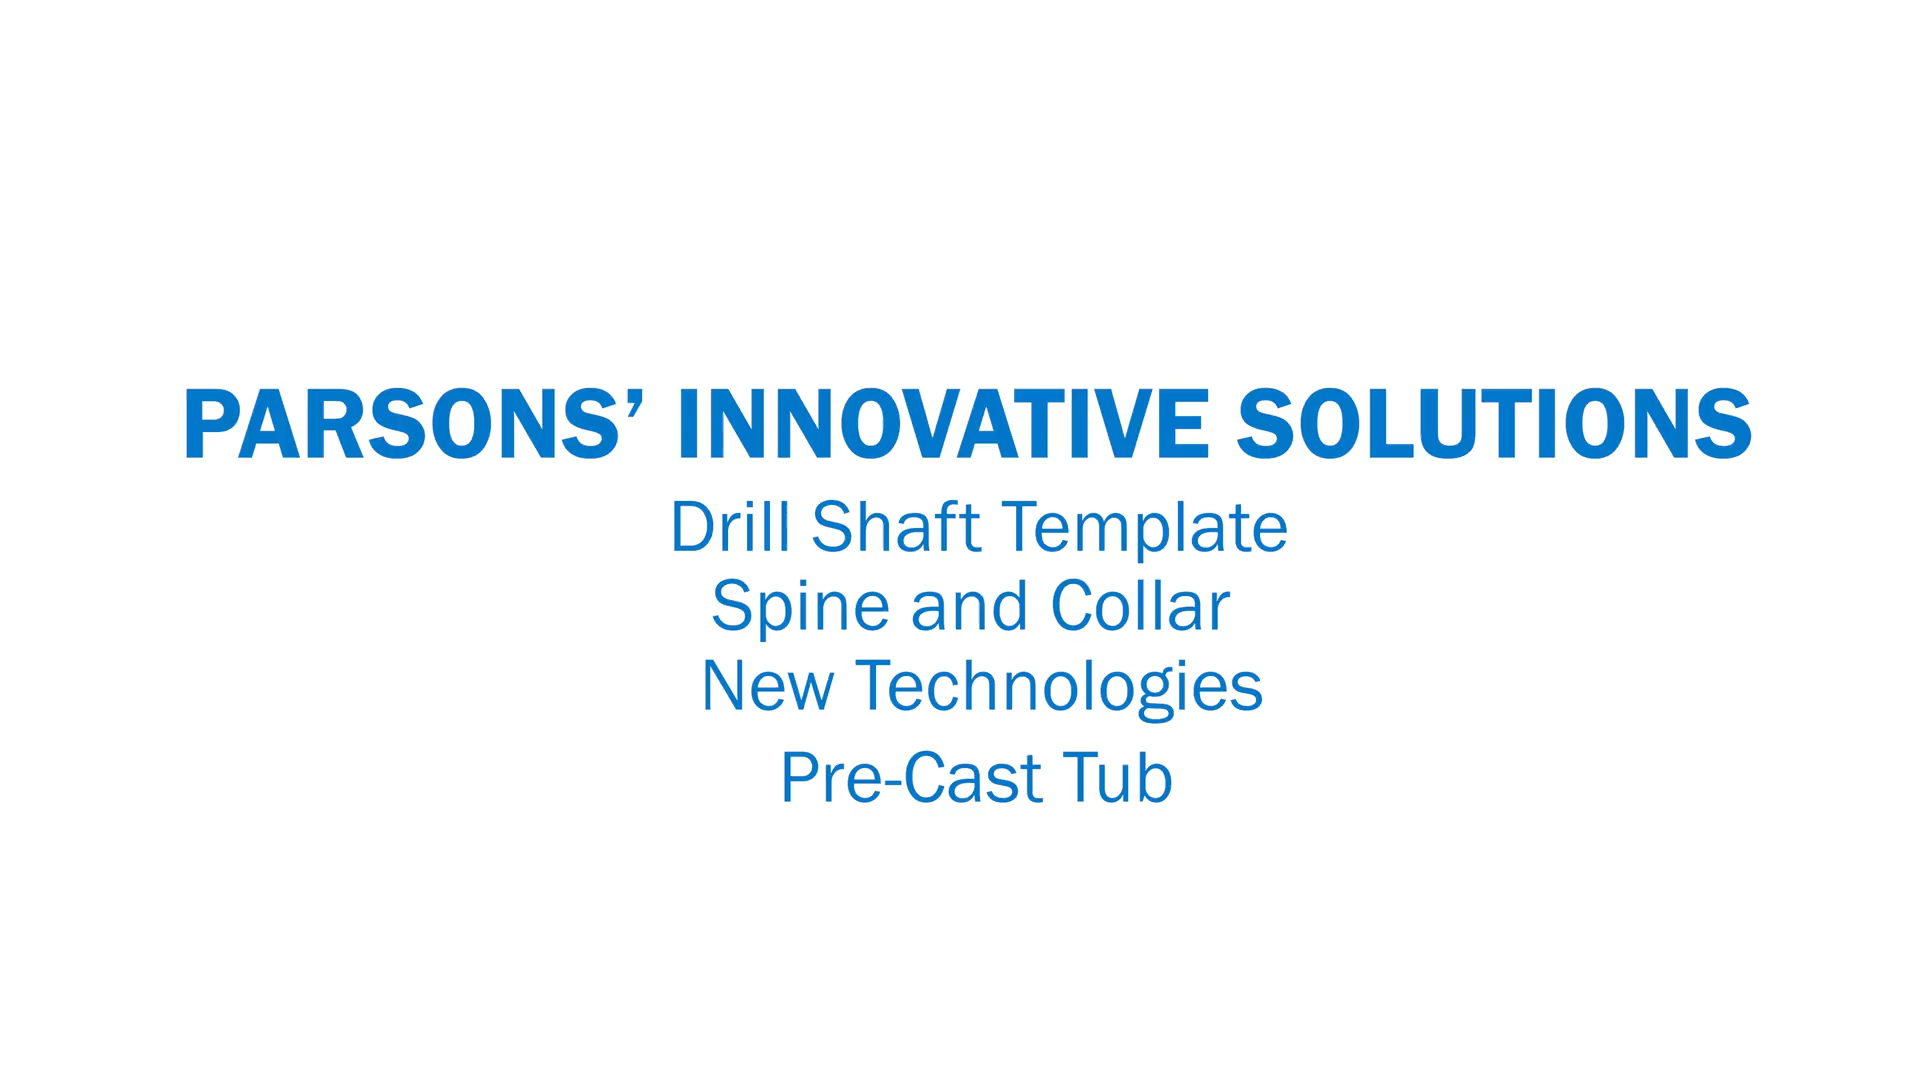 PARSONS’ INNOVATIVE SOLUTIONS
Drill Shaft Template
Spine and Collar
New Technologies
Pre-Cast Tub